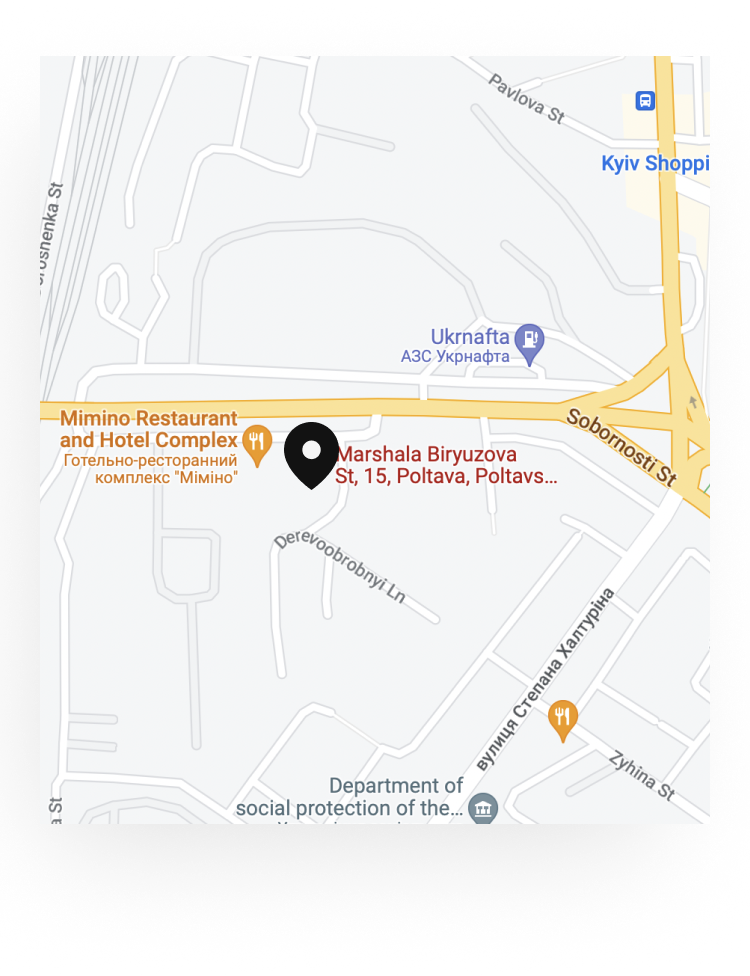 Pavlova St
Kyiv Shoppi
oroshenka St
Ukrnafta
АЗС Укрнафта
Mimino Restaurant
and Hotel Complex
Готельно-ресторанний
комплекс "Міміно"
Marshala Biryuzova
St, 15, Poltava, Poltavs...
Sobornosti St
Derevoobrobnyi Ln
вулиця Степана Халтуріна
Zyhina St
Department of
social protection of the...
a St